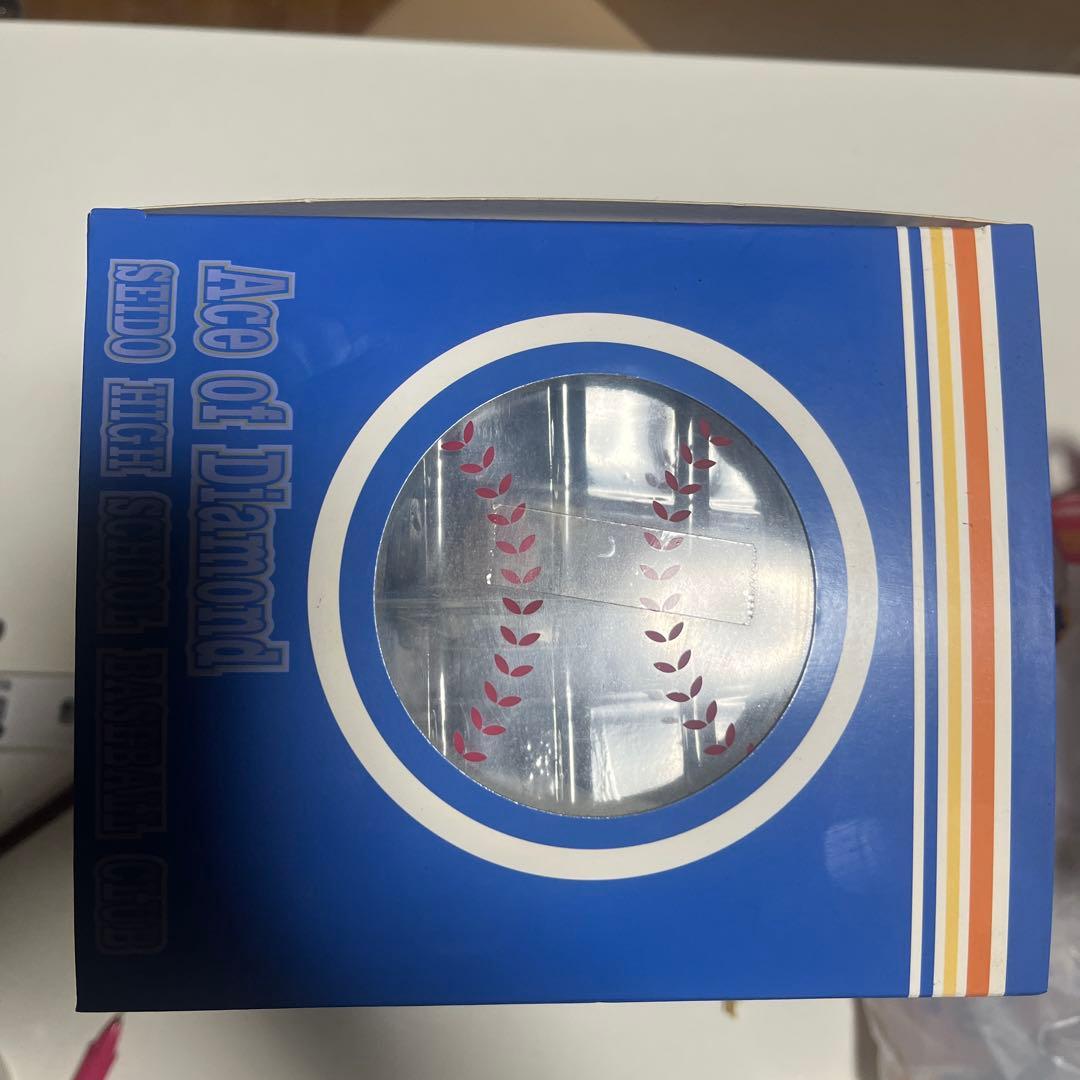 Ace of Diamond
SEIDO HIGH SCHOOL BASEBALL CLUB